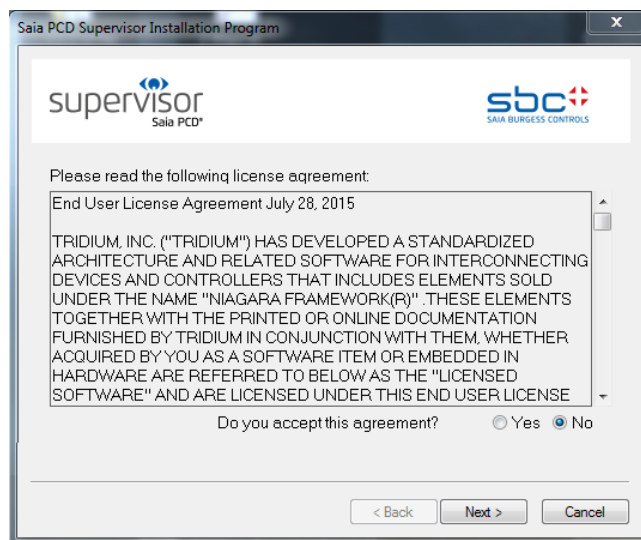 Saia PCD Supervisor Installation Program
X
supervisor
Saia PCD®
sbc
SAIA BURGESS CONTROLS
Please read the following license agreement:
End User License Agreement July 28, 2015
TRIDIUM, INC. ("TRIDIUM") HAS DEVELOPED A STANDARDIZED
ARCHITECTURE AND RELATED SOFTWARE FOR INTERCONNECTING
DEVICES AND CONTROLLERS THAT INCLUDES ELEMENTS SOLD
UNDER THE NAME "NIAGARA FRAMEWORK(R)" .THESE ELEMENTS
TOGETHER WITH THE PRINTED OR ONLINE DOCUMENTATION
FURNISHED BY TRIDIUM IN CONJUNCTION WITH THEM, WHETHER
ACQUIRED BY YOU AS A SOFTWARE ITEM OR EMBEDDED IN
HARDWARE ARE REFERRED TO BELOW AS THE "LICENSED
SOFTWARE" AND ARE LICENSED UNDER THIS END USER LICENSE
Do you accept this agreement? Yes No
< Back Next > Cancel